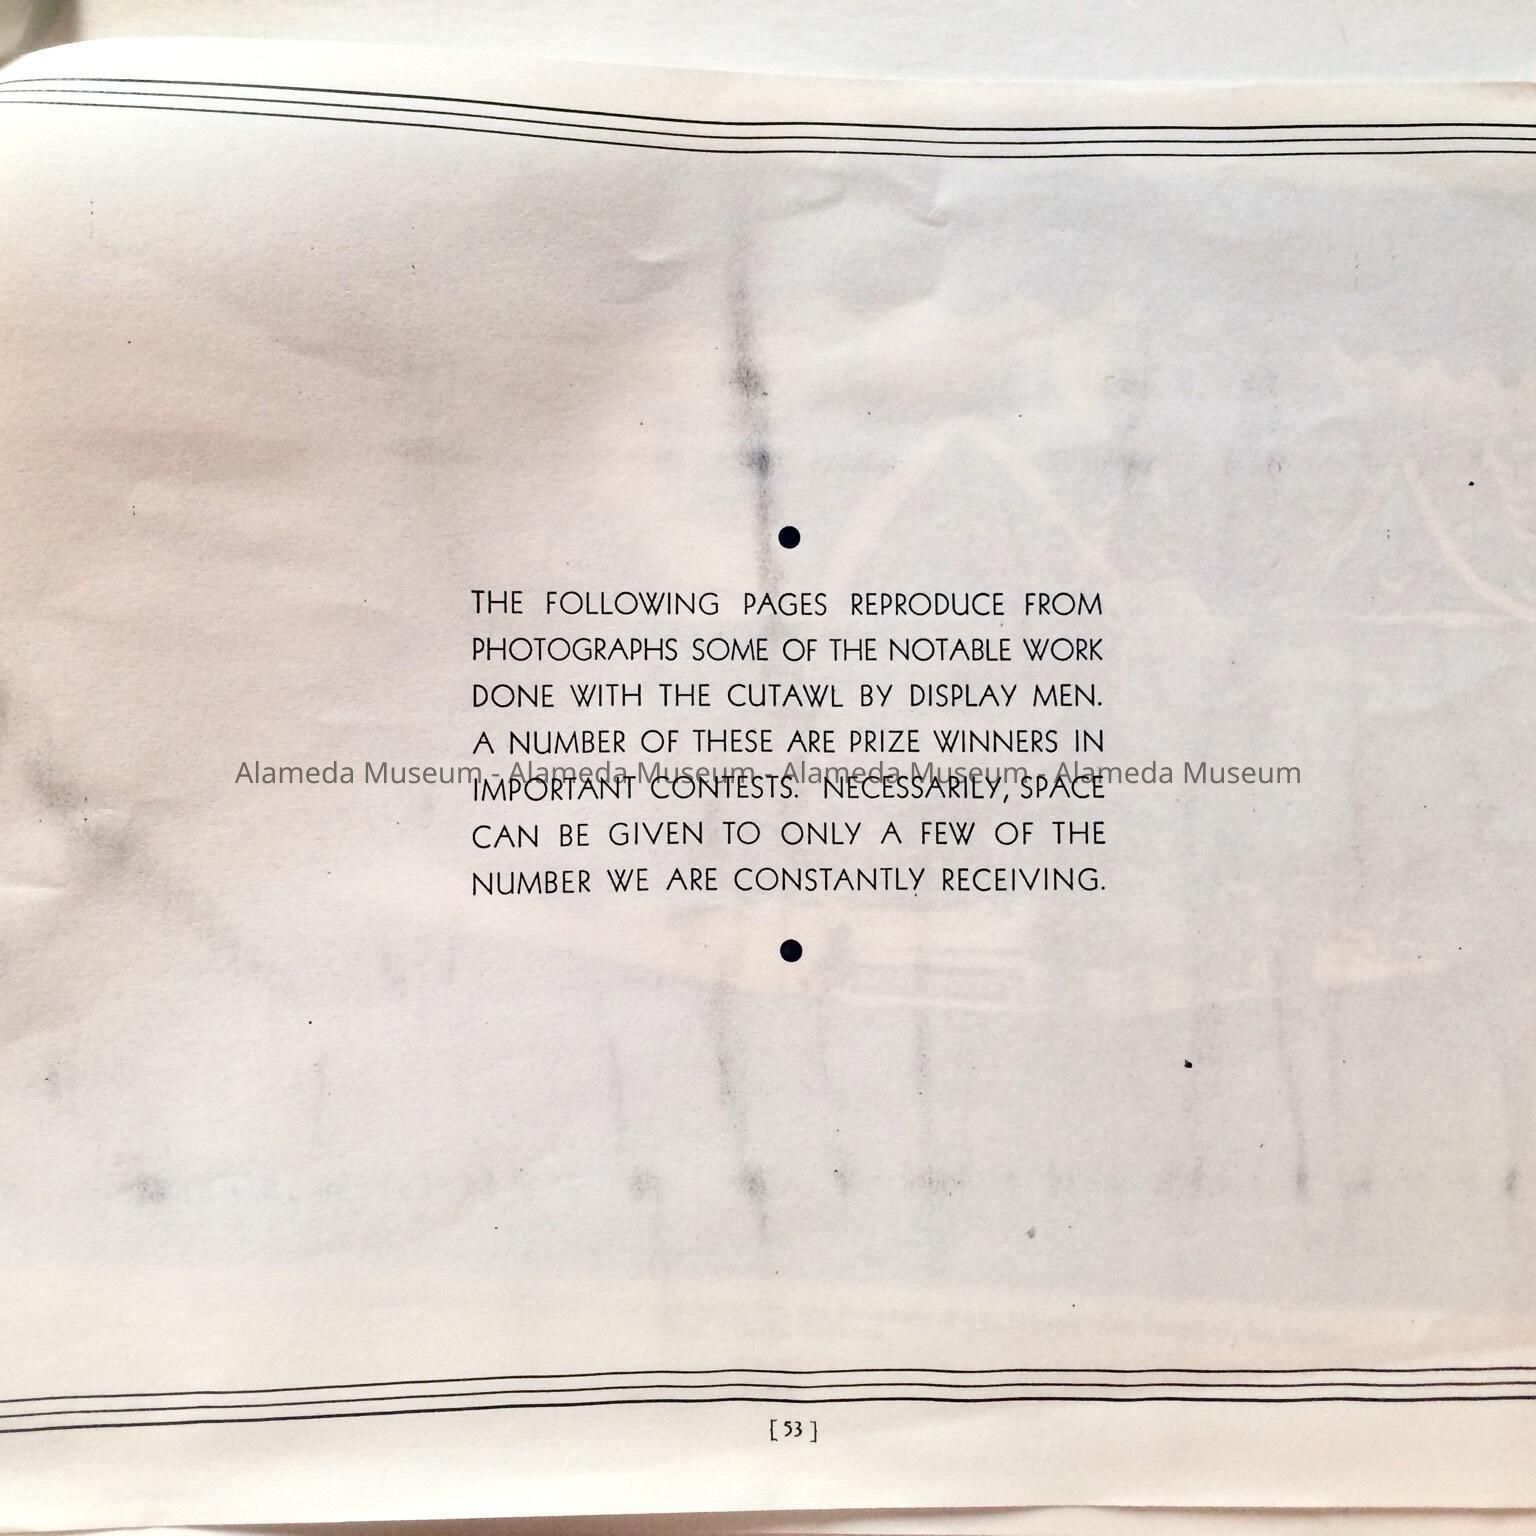 THE FOLLOWING PAGES REPRODUCE FROM
PHOTOGRAPHS SOME OF THE NOTABLE WORK
DONE WITH THE CUTAWL BY DISPLAY MEN.
A NUMBER OF THESE ARE PRIZE WINNERS IN
Alameda Museum - Alameda Museum - Alameda Museum - Alameda Museum
IMPORTANT CONTESTS. NECESSARILY, SPACE
CAN BE GIVEN TO ONLY A FEW OF THE
NUMBER WE ARE CONSTANTLY RECEIVING.
[ 53 ]